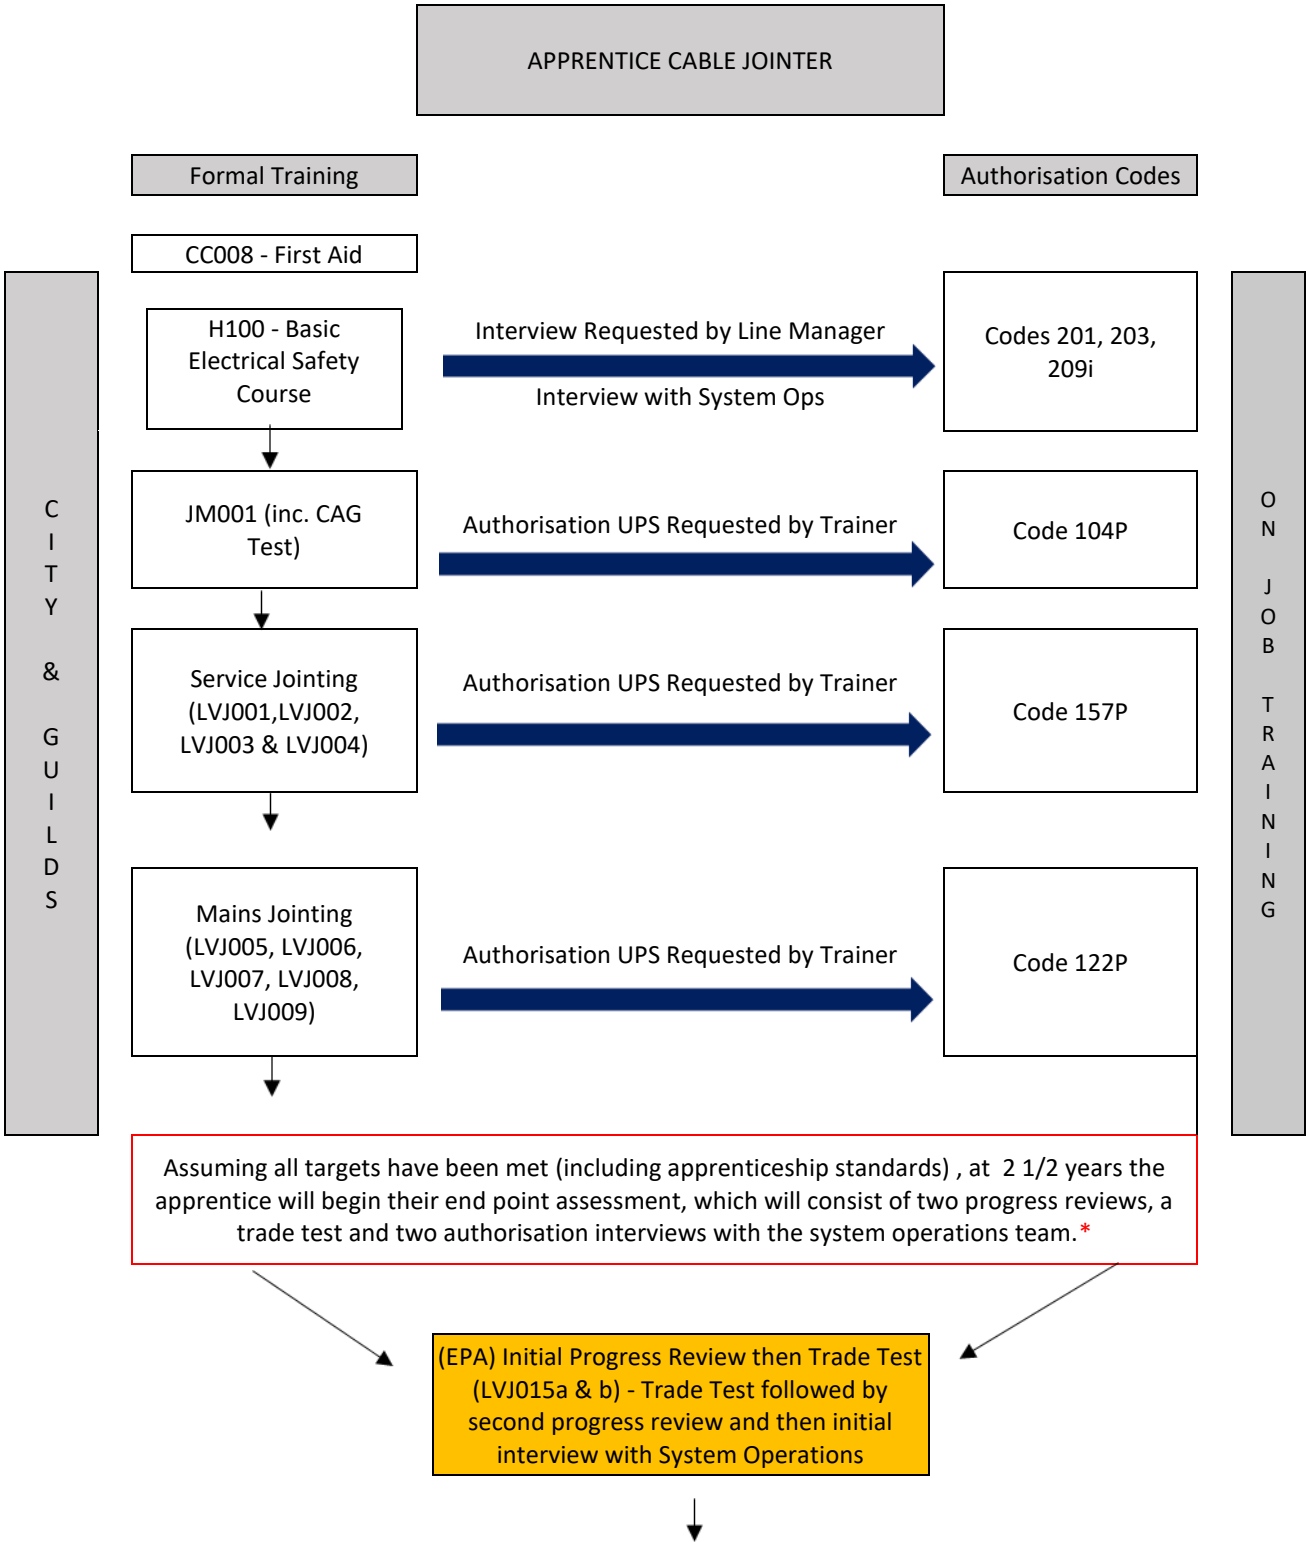 APPRENTICE CABLE JOINTER
Formal Training
Authorisation Codes
CC008 - First Aid
H100 - Basic
Electrical Safety
Course
Interview Requested by Line Manager
Interview with System Ops
Codes 201, 203,
209i
JM001 (inc. CAG
Test)
Authorisation UPS Requested by Trainer
Code 104P
Service Jointing
(LVJ001,LVJ002,
LVJ003 & LVJ004)
Authorisation UPS Requested by Trainer
Code 157P
Mains Jointing
(LVJ005, LVJ006,
LVJ007, LVJ008,
LVJ009)
Authorisation UPS Requested by Trainer
Code 122P
CITY & GUILDS
ON JOB TRAINING
Assuming all targets have been met (including apprenticeship standards) , at 2 1/2 years the
apprentice will begin their end point assessment, which will consist of two progress reviews, a
trade test and two authorisation interviews with the system operations team.*
(EPA) Initial Progress Review then Trade Test
(LVJ015a & b) - Trade Test followed by
second progress review and then initial
interview with System Operations